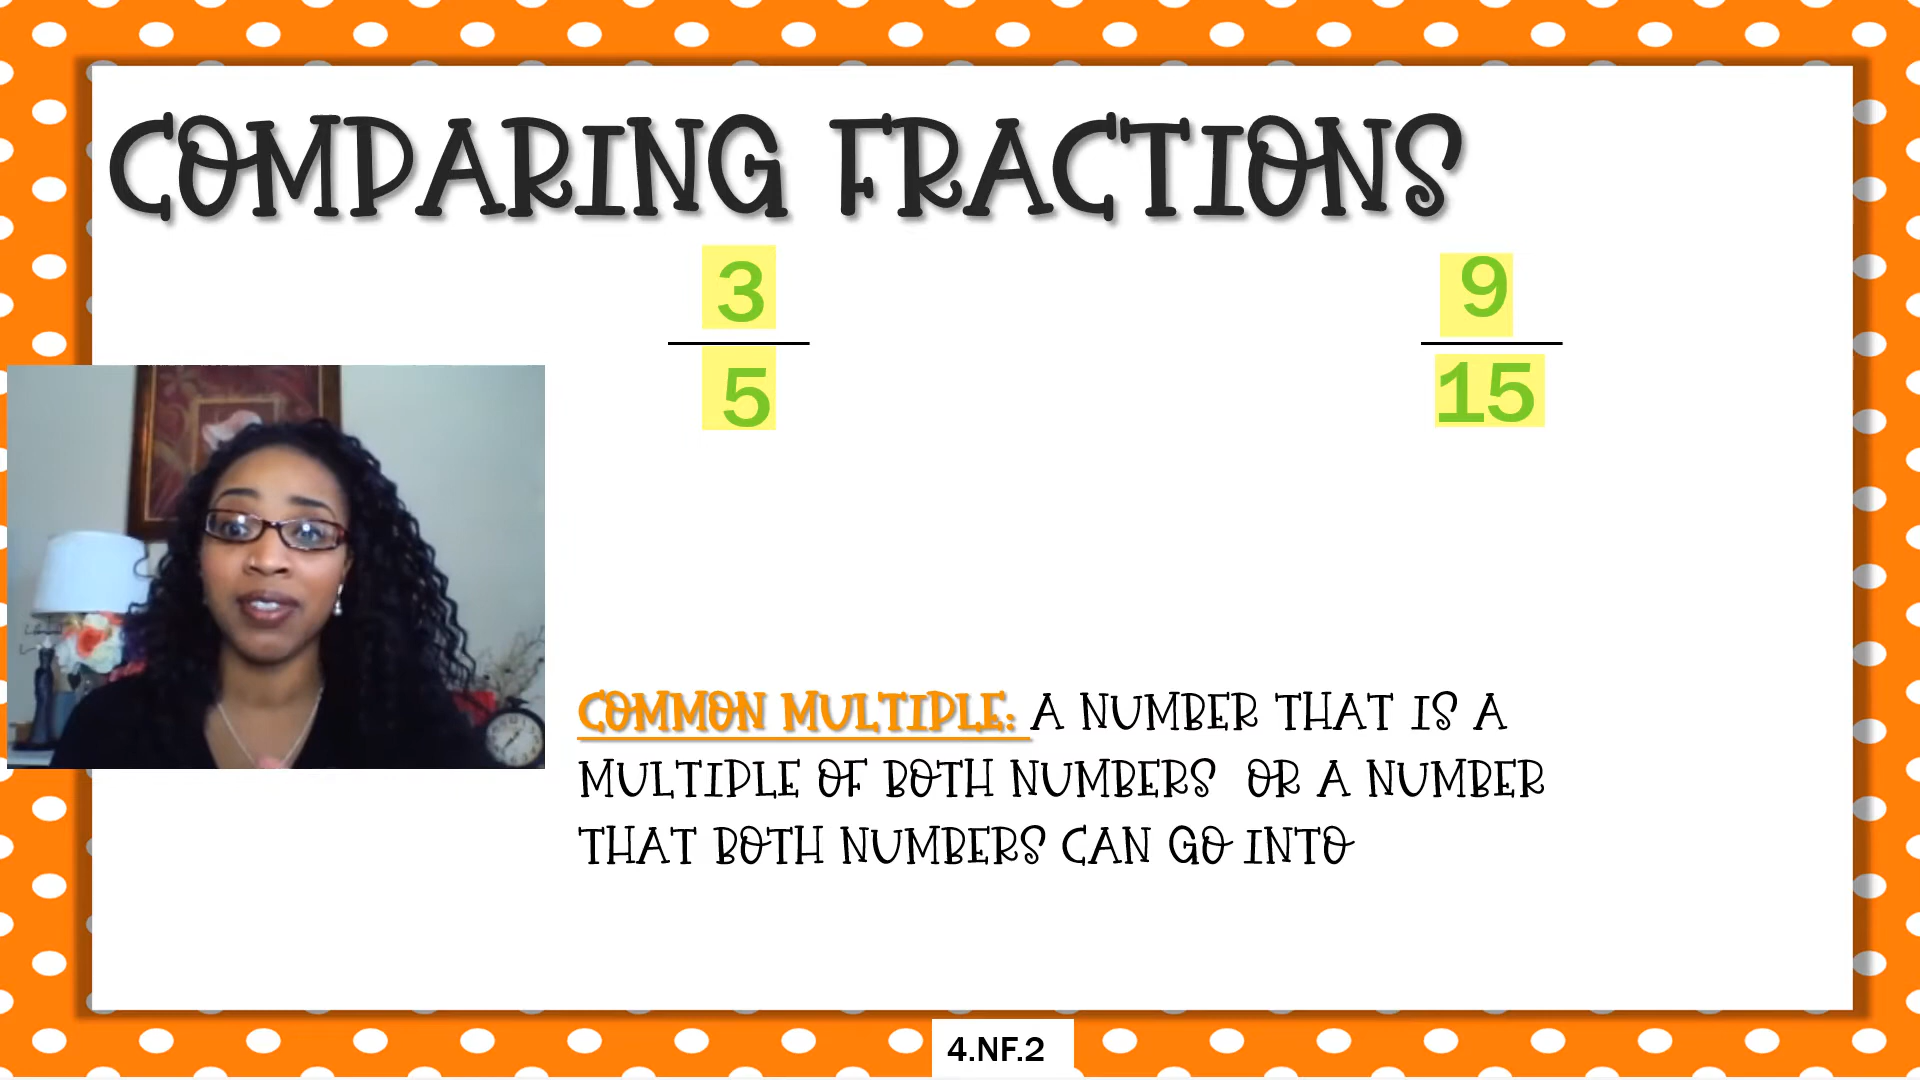 COMPARING FRACTIONS
3
5
9
15
COMMON MULTIPLE: A NUMBER THAT IS A
MULTIPLE OF BOTH NUMBERS OR A NUMBER
THAT BOTH NUMBERS CAN GO INTO
4.NF.2